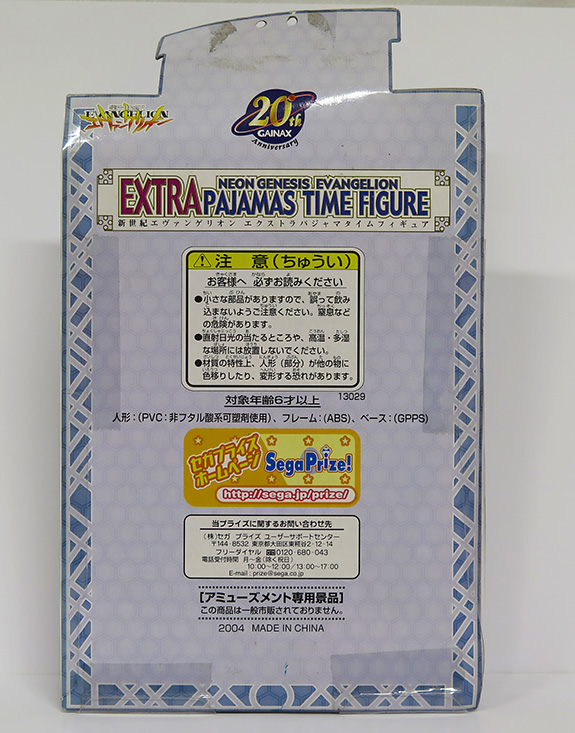 EVANGELION
エヴァンゲリオン
20th
GAINAX
Anniversary
NEON GENESIS EVANGELION
EXTRA PAJAMAS TIME FIGURE
新世紀エヴァンゲリオン エクストラパジャマタイムフィギュア
注 意(ちゅうい)
お客様へ 必ずお読みください
●小さな部品がありますので、誤って飲み
込まないようご注意ください。窒息など
の危険があります。
●直射日光の当たるところや、高温・多湿
な場所には放置しないでください。
●材質の特性上、人形(部分)が他の物に
色移りしたり、変形する恐れがあります。
対象年齢6才以上
13029
人形:(PVC:非フタル酸系可塑剤使用)、フレーム:(ABS)、ベース:(GPPS)
セガプライズ
ホームページ
SegaPrize!
http://sega.jp/prize/
当プライズに関するお問い合わせ先
(株)セガ プライズ ユーザーサポートセンター
〒144-8532 東京都大田区東糀谷2-12-14
フリーダイヤル 0120-680-043
電話受付時間 月〜金(除く祝日)
10:00〜12:00/13:00〜17:00
E-mail : prize@sega.co.jp
[アミューズメント専用景品]
この商品は一般市販されておりません。
2004 MADE IN CHINA